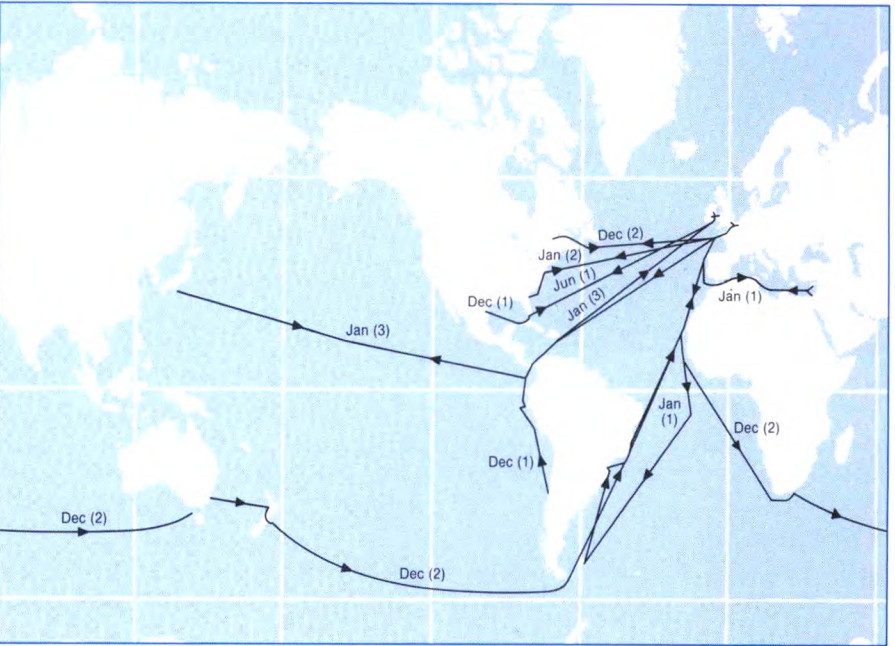 Dec (2)
Jan (2)
Jun (1)
Dec (1)
Jan (3)
Jan (1)
Jan (3)
Jan
(1)
Dec (2)
Dec (1)
Dec (2)
Dec (2)